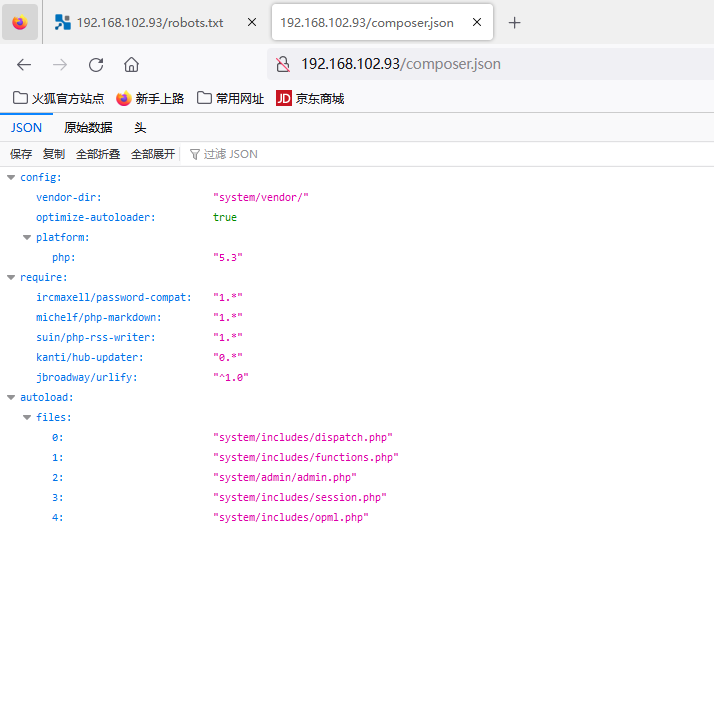 192.168.102.93/robots.txt
192.168.102.93/composer.json
192.168.102.93/composer.json
火狐官方站点 新手上路 常用网址 JD 京东商城
JSON 原始数据 头
保存 复制 全部折叠 全部展开 过滤 JSON
config:
vendor-dir: "system/vendor/"
optimize-autoloader: true
platform:
php: "5.3"
require:
ircmaxell/password-compat: "1.*"
michelf/php-markdown: "1.*"
suin/php-rss-writer: "1.*"
kanti/hub-updater: "0.*"
jbroadway/urlify: "^1.0"
autoload:
files:
0: "system/includes/dispatch.php"
1: "system/includes/functions.php"
2: "system/admin/admin.php"
3: "system/includes/session.php"
4: "system/includes/opml.php"